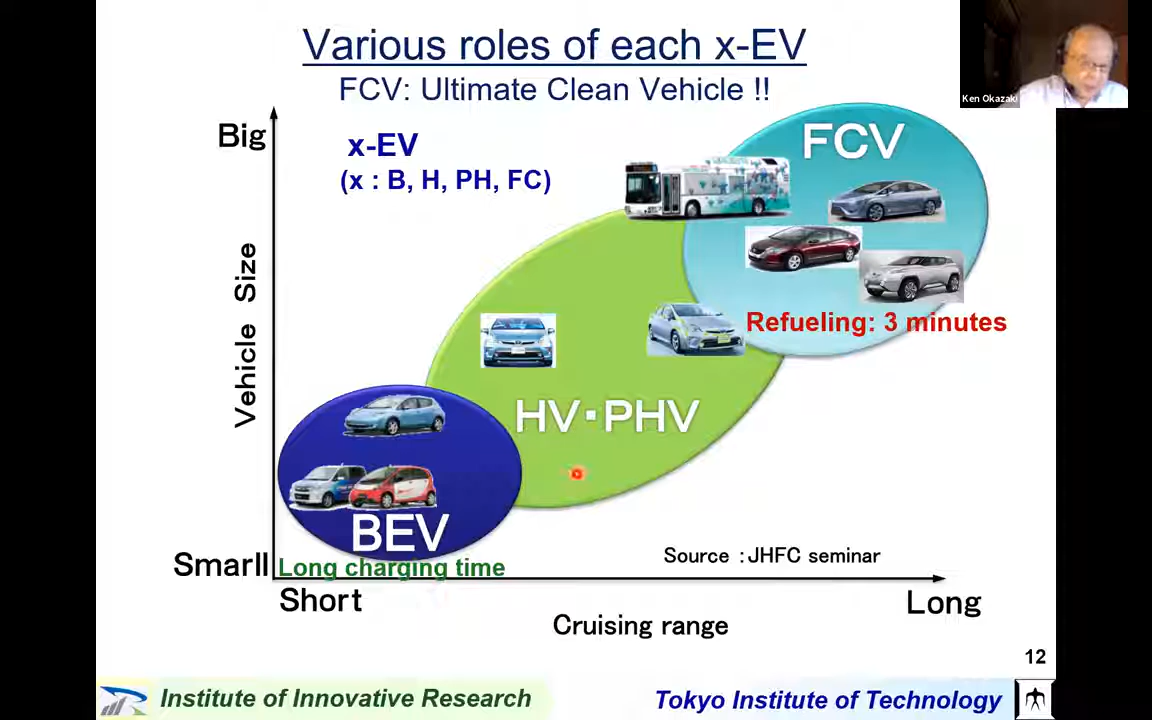 Various roles of each x-EV
FCV: Ultimate Clean Vehicle !!
Ken Okazaki
Big
x-EV
(x : B, H, PH, FC)
FCV
Vehicle Size
Refueling: 3 minutes
HV・PHV
BEV
Source :JHFC seminar
Smarll
Long charging time
Short
Long
Cruising range
12
Institute of Innovative Research
Tokyo Institute of Technology